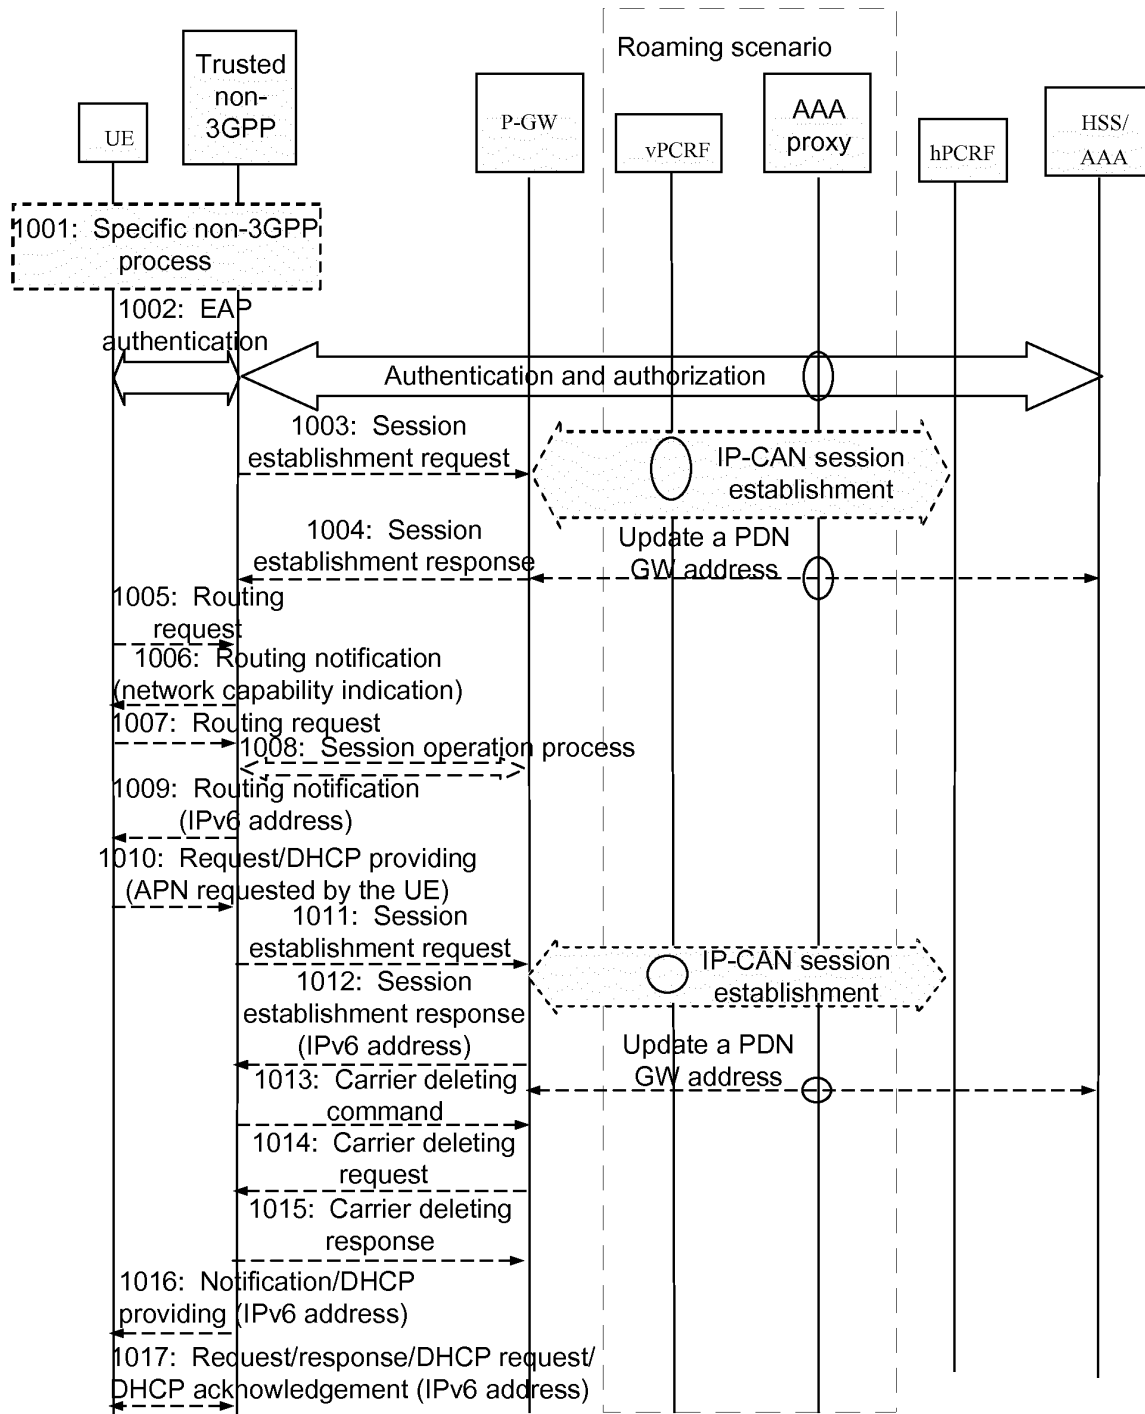 Roaming scenario
Trusted
non-
3GPP
UE
P-GW
vPCRF
AAA
proxy
hPCRF
HSS/
AAA
1001: Specific non-3GPP
process
1002: EAP
authentication
Authentication and authorization
1003: Session
establishment request
IP-CAN session
establishment
1004: Session
establishment response
Update a PDN
GW address
1005: Routing
request
1006: Routing notification
(network capability indication)
1007: Routing request
1008: Session operation process
1009: Routing notification
(IPv6 address)
1010: Request/DHCP providing
(APN requested by the UE)
1011: Session
establishment request
IP-CAN session
establishment
1012: Session
establishment response
(IPv6 address)
Update a PDN
GW address
1013: Carrier deleting
command
1014: Carrier deleting
request
1015: Carrier deleting
response
1016: Notification/DHCP
providing (IPv6 address)
1017: Request/response/DHCP request/
DHCP acknowledgement (IPv6 address)